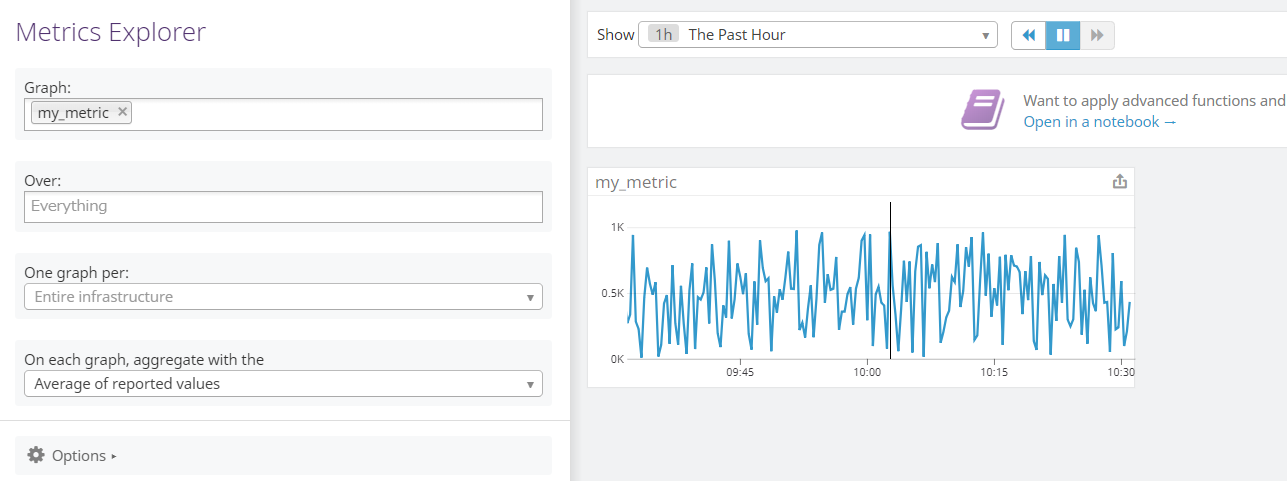 Metrics Explorer
Graph:
my_metric ×
Over:
Everything
One graph per:
Entire infrastructure
On each graph, aggregate with the
Average of reported values
Options
Show 1h The Past Hour
Want to apply advanced functions and
Open in a notebook →
my_metric
1K
0.5K
0K
09:45 10:00 10:15 10:30